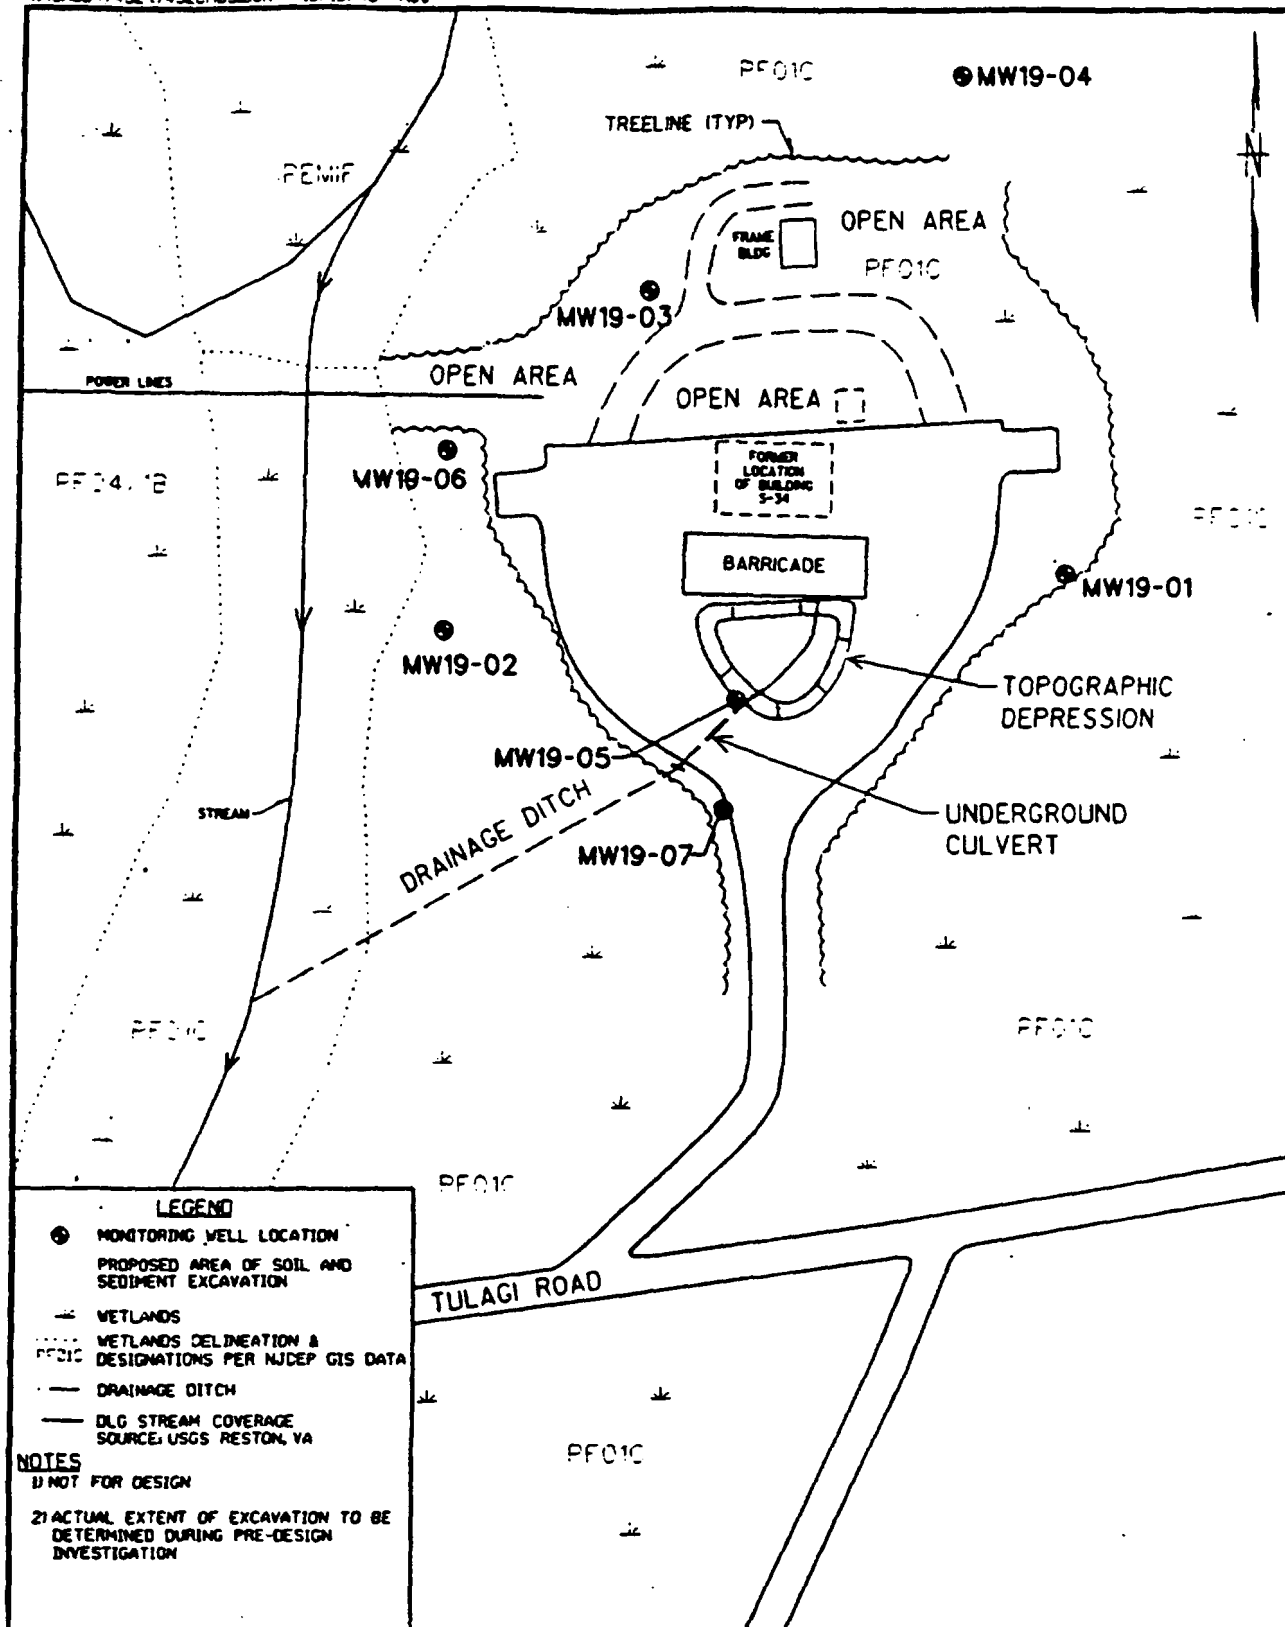 PFO1C
MW19-04
TREELINE (TYP)
PEM1F
N
OPEN AREA
FRAME
BLDG
PFO1C
MW19-03
POWER LINES
OPEN AREA
OPEN AREA
MW19-06
FORMER
LOCATION
OF BUILDING
S-34
PFO1C
BARRICADE
MW19-01
MW19-02
TOPOGRAPHIC
DEPRESSION
MW19-05
DRAINAGE DITCH
STREAM
UNDERGROUND
CULVERT
MW19-07
PFO1C
PFO1C
PFO1C
LEGEND
MONITORING WELL LOCATION
PROPOSED AREA OF SOIL AND
SEDIMENT EXCAVATION
WETLANDS
WETLANDS DELINEATION &
PFO1C DESIGNATIONS PER NJDEP GIS DATA
DRAINAGE DITCH
DLG STREAM COVERAGE
SOURCE: USGS RESTON, VA
NOTES
1) NOT FOR DESIGN
2) ACTUAL EXTENT OF EXCAVATION TO BE
DETERMINED DURING PRE-DESIGN
INVESTIGATION
TULAGI ROAD
PFO1C